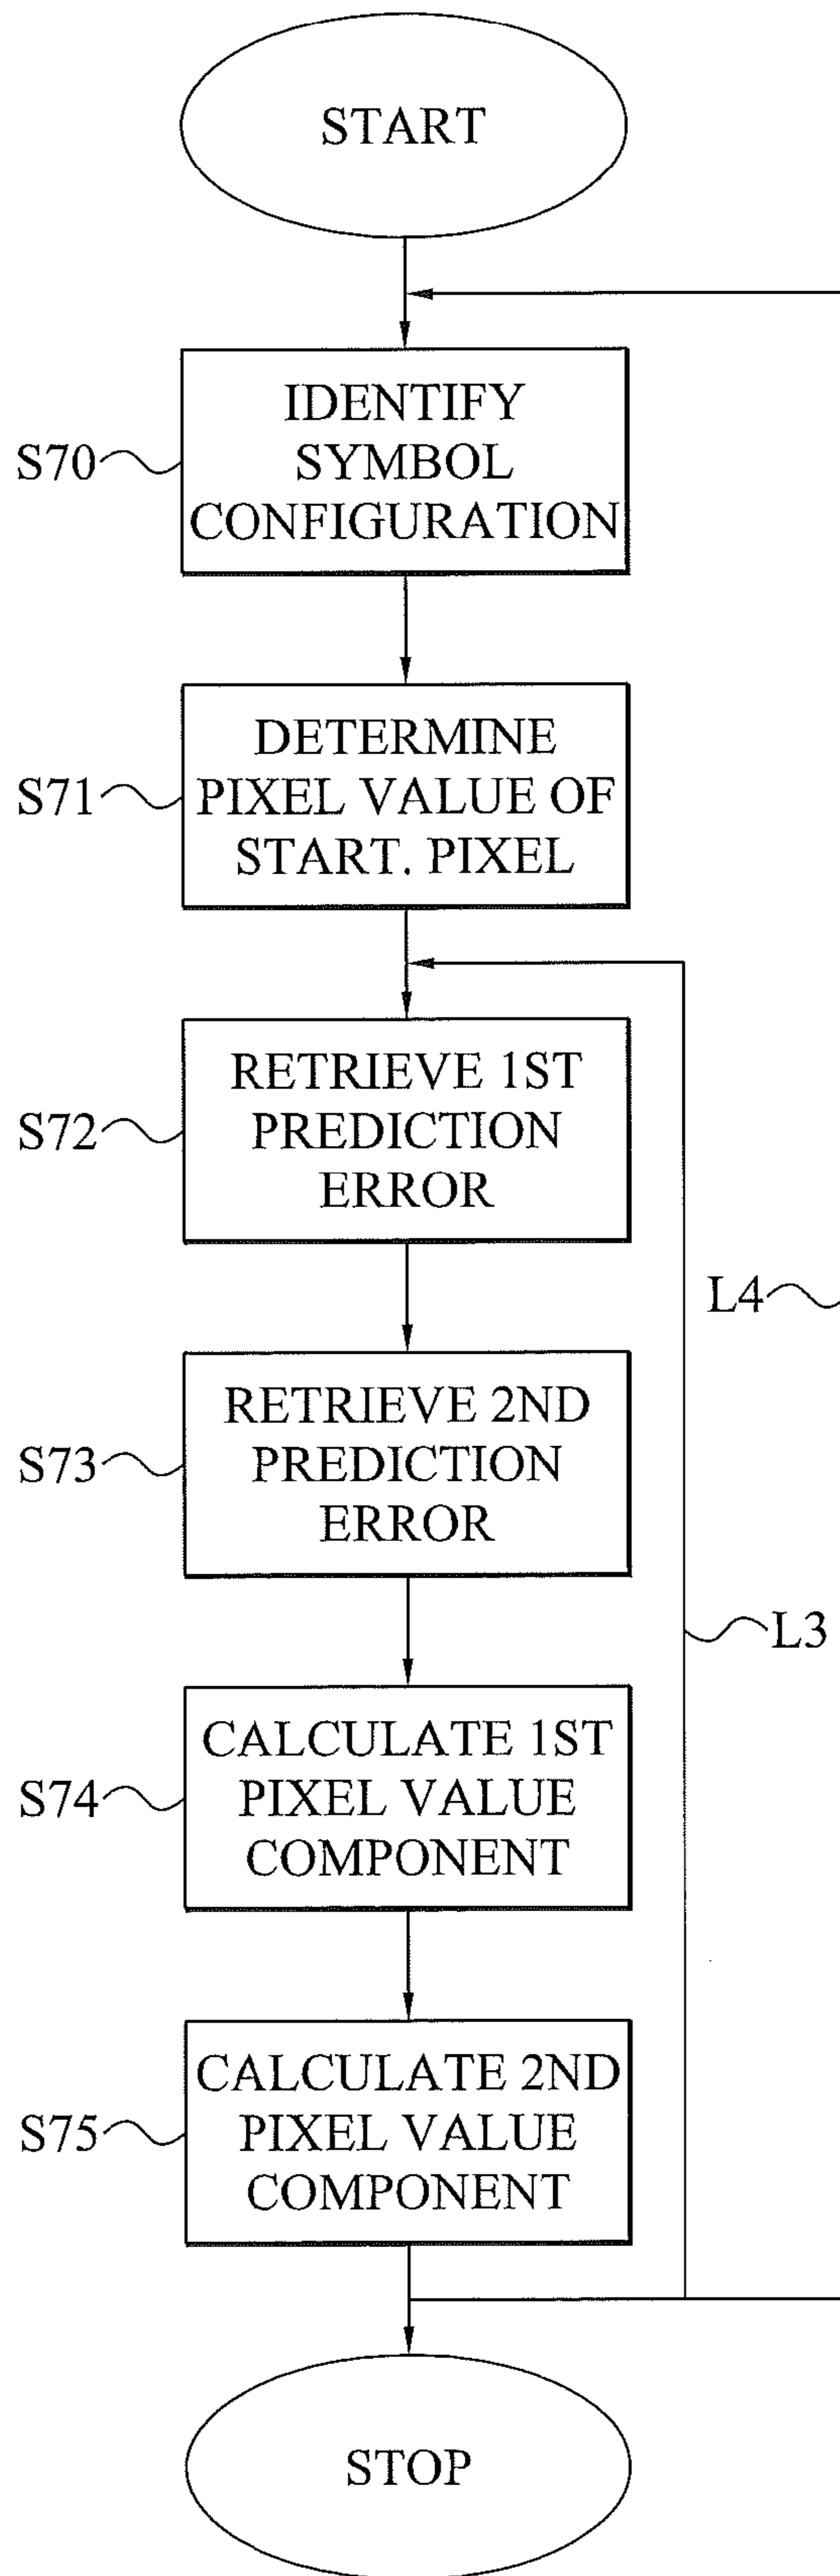 START
IDENTIFY
SYMBOL
CONFIGURATION
S70
DETERMINE
PIXEL VALUE OF
START. PIXEL
S71
RETRIEVE 1ST
PREDICTION
ERROR
S72
L4
RETRIEVE 2ND
PREDICTION
ERROR
S73
L3
CALCULATE 1ST
PIXEL VALUE
COMPONENT
S74
CALCULATE 2ND
PIXEL VALUE
COMPONENT
S75
STOP